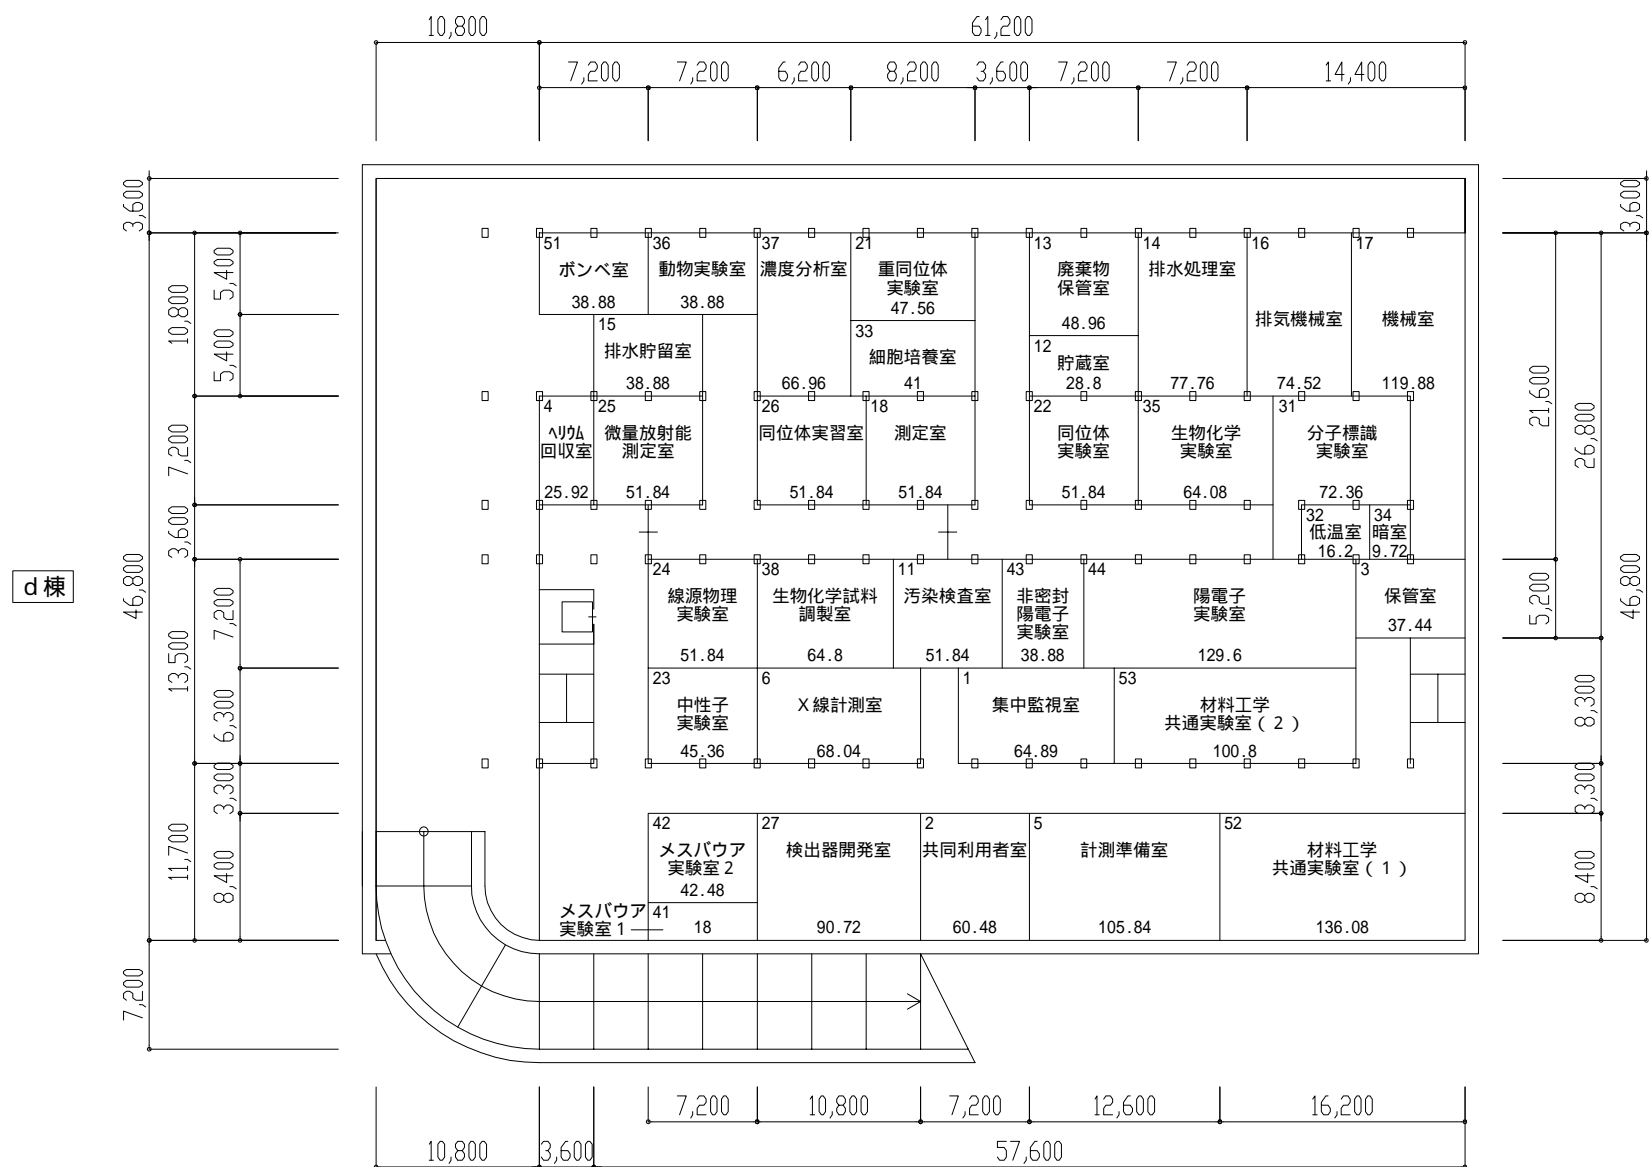 10,800
61,200
7,200
7,200
6,200
8,200
3,600
7,200
7,200
14,400
3,600
46,800
7,200
10,800
7,200
3,600
13,500
11,700
5,400
5,400
7,200
6,300
3,300
8,400
d棟
51
ボンベ室
38.88
36
動物実験室
38.88
37
濃度分析室
66.96
21
重同位体
実験室
47.56
13
廃棄物
保管室
48.96
14
排水処理室
77.76
16
排気機械室
74.52
17
機械室
119.88
15
排水貯留室
38.88
33
細胞培養室
41
12
貯蔵室
28.8
4
ヘリウム
回収室
25.92
25
微量放射能
測定室
51.84
26
同位体実習室
51.84
18
測定室
51.84
22
同位体
実験室
51.84
35
生物化学
実験室
64.08
31
分子標識
実験室
72.36
32
低温室
16.2
34
暗室
9.72
24
線源物理
実験室
51.84
38
生物化学試料
調製室
64.8
11
汚染検査室
51.84
43
非密封
陽電子
実験室
38.88
44
陽電子
実験室
129.6
3
保管室
37.44
23
中性子
実験室
45.36
6
X線計測室
68.04
1
集中監視室
64.89
53
材料工学
共通実験室(2)
100.8
42
メスバウア
実験室2
42.48
41
メスバウア
実験室1
18
27
検出器開発室
90.72
2
共同利用者室
60.48
5
計測準備室
105.84
52
材料工学
共通実験室(1)
136.08
3,600
21,600
26,800
46,800
5,200
8,300
3,300
8,400
7,200
10,800
7,200
12,600
16,200
10,800
3,600
57,600